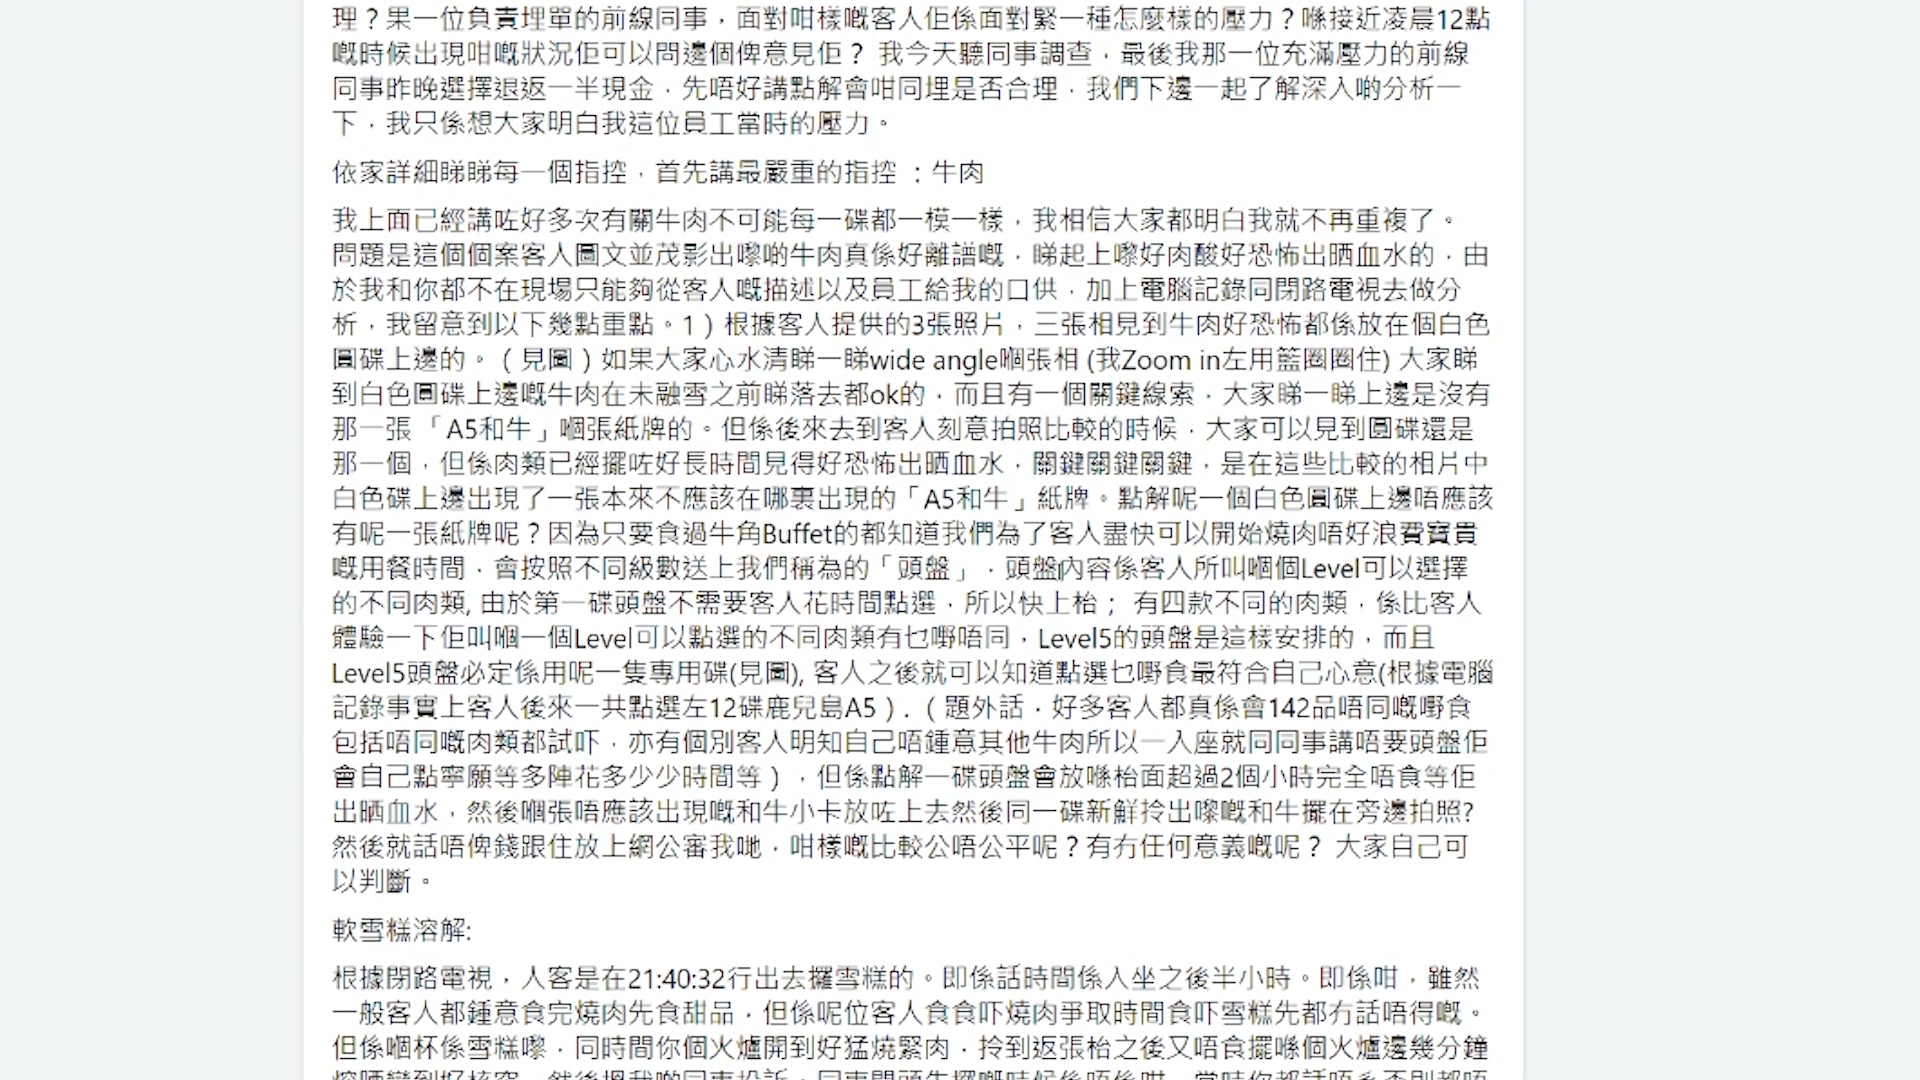 理？果一位負責埋單的前線同事，面對咁樣嘅客人佢係面對緊一種怎麼樣的壓力？喺接近凌晨12點
嘅時候出現咁嘅狀況佢可以問邊個俾意見佢？ 我今天聽同事調查，最後我那一位充滿壓力的前線
同事昨晚選擇退返一半現金，先唔好講點解會咁同埋是否合理，我們下邊一起了解深入啲分析一
下，我只係想大家明白我這位員工當時的壓力。
依家詳細睇睇每一個指控，首先講最嚴重的指控 ：牛肉
我上面已經講咗好多次有關牛肉不可能每一碟都一模一樣，我相信大家都明白我就不再重複了。
問題是這個個案客人圖文並茂影出嚟啲牛肉真係好離譜嘅，睇起上嚟好肉酸好恐怖出晒血水的，由
於我和你都不在現場只能夠從客人嘅描述以及員工給我的口供，加上電腦記錄同閉路電視去做分
析，我留意到以下幾點重點。1）根據客人提供的3張照片，三張相見到牛肉好恐怖都係放在個白色
圓碟上邊的。（見圖）如果大家心水清睇一睇wide angle嗰張相 (我Zoom in左用籃圈圈住) 大家睇
到白色圓碟上邊嘅牛肉在未融雪之前睇落去都ok的，而且有一個關鍵線索，大家睇一睇上邊是沒有
那一張 「A5和牛」嗰張紙牌的。但係後來去到客人刻意拍照比較的時候，大家可以見到圓碟還是
那一個，但係肉類已經擺咗好長時間見得好恐怖出晒血水，關鍵關鍵關鍵，是在這些比較的相片中
白色碟上邊出現了一張本來不應該在哪裏出現的「A5和牛」紙牌。點解呢一個白色圓碟上邊唔應該
有呢一張紙牌呢？因為只要食過牛角Buffet的都知道我們為了客人盡快可以開始燒肉唔好浪費寶貴
嘅用餐時間，會按照不同級數送上我們稱為的「頭盤」，頭盤內容係客人所叫嗰個Level可以選擇
的不同肉類, 由於第一碟頭盤不需要客人花時間點選，所以快上枱； 有四款不同的肉類，係比客人
體驗一下佢叫嗰一個Level可以點選的不同肉類有乜嘢唔同，Level5的頭盤是這樣安排的，而且
Level5頭盤必定係用呢一隻專用碟(見圖), 客人之後就可以知道點選乜嘢食最符合自己心意(根據電腦
記錄事實上客人後來一共點選左12碟鹿兒島A5）.（題外話，好多客人都真係會142品唔同嘅嘢食
包括唔同嘅肉類都試吓，亦有個別客人明知自己唔鍾意其他牛肉所以一入座就同同事講唔要頭盤佢
會自己點寧願等多陣花多少少時間等），但係點解一碟頭盤會放喺枱面超過2個小時完全唔食等佢
出晒血水，然後嗰張唔應該出現嘅和牛小卡放咗上去然後同一碟新鮮拎出嚟嘅和牛擺在旁邊拍照?
然後就話唔俾錢跟住放上網公審我哋，咁樣嘅比較公唔公平呢？有冇任何意義嘅呢？ 大家自己可
以判斷。
軟雪糕溶解:
根據閉路電視，人客是在21:40:32行出去攞雪糕的。即係話時間係入坐之後半小時。即係咁，雖然
一般客人都鍾意食完燒肉先食甜品，但係呢位客人食食吓燒肉爭取時間食吓雪糕先都冇話唔得嘅。
但係嗰杯係雪糕嚟，同時間你個火爐開到好猛燒緊肉，拎到返張枱之後又唔食擺喺個火爐邊幾分鐘